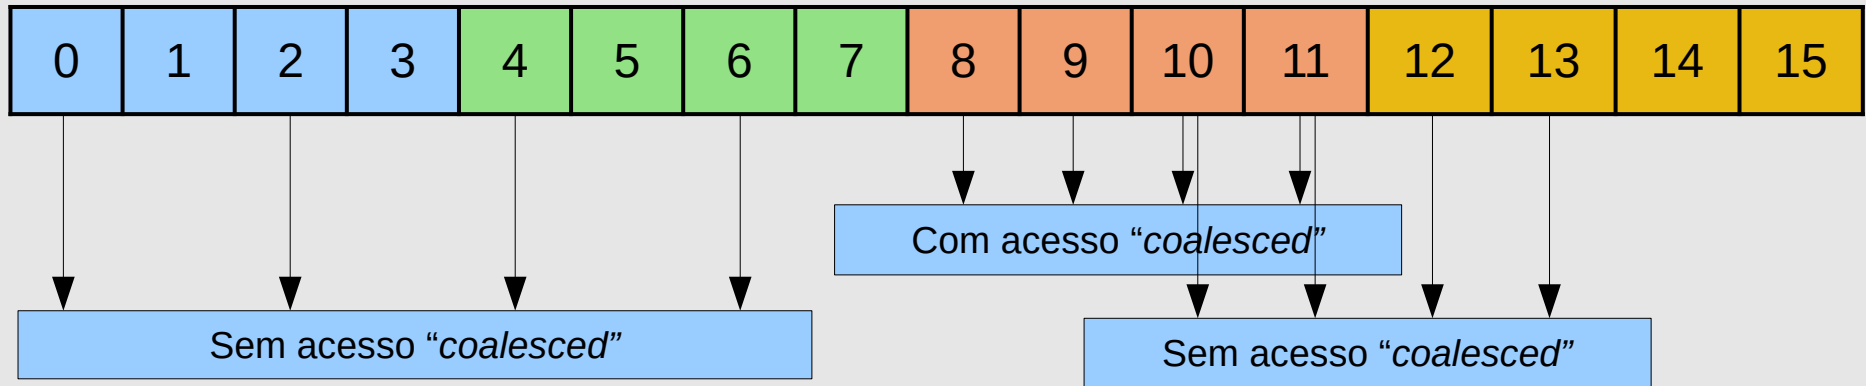 0 1 2 3 4 5 6 7 8 9 10 11 12 13 14 15
Com acesso “coalesced”
Sem acesso “coalesced”
Sem acesso “coalesced”